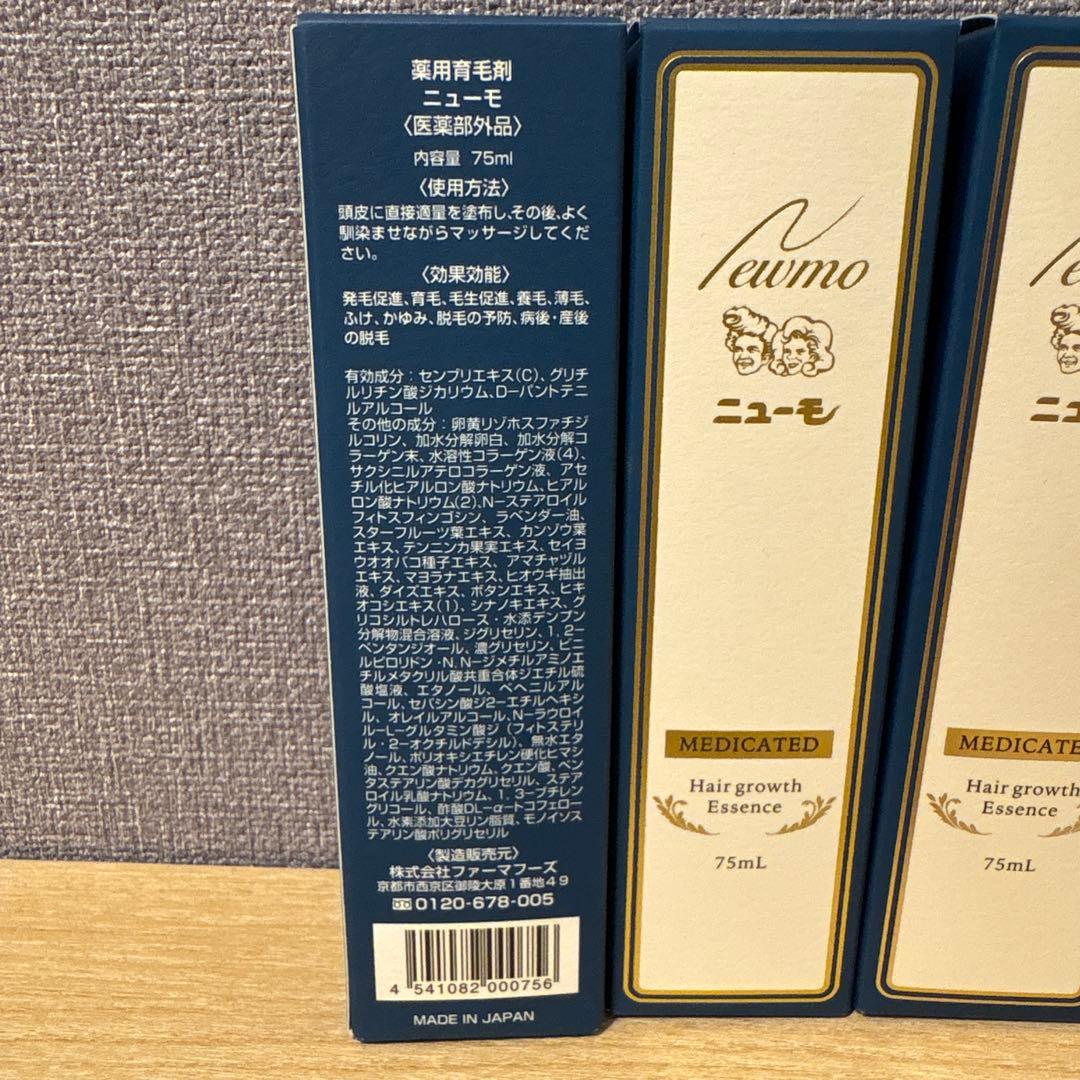 薬用育毛剤
ニューモ
〈医薬部外品〉
内容量 75ml
〈使用方法〉
頭皮に直接適量を塗布し、その後、よく
馴染ませながらマッサージしてくだ
さい。
〈効果効能〉
発毛促進、育毛、毛生促進、養毛、薄毛、
ふけ、かゆみ、脱毛の予防、病後・産後
の脱毛
有効成分：センブリエキス(C)、グリチ
ルリチン酸ジカリウム、D-パントテニ
ルアルコール
その他の成分：卵黄リゾホスファチジ
ルコリン、加水分解卵白、加水分解コ
ラーゲン末、水溶性コラーゲン液(4)、
サクシニルアテロコラーゲン液、アセ
チル化ヒアルロン酸ナトリウム、ヒアル
ロン酸ナトリウム(2)、N-ステアロイル
フィトスフィンゴシン、ラベンダー油、
スターフルーツ葉エキス、カンゾウ葉
エキス、テンニンカ果実エキス、セイヨ
ウオオバコ種子エキス、アマチャヅル
エキス、マヨラナエキス、ヒオウギ抽出
液、ダイズエキス、ボタンエキス、ヒキ
オコシエキス(1)、シナノキエキス、グ
リコシルトレハロース・水添デンプン
分解物混合溶液、ジグリセリン、1,2-
ペンタンジオール、濃グリセリン、ビニ
ルピロリドン・N,N-ジメチルアミノエ
チルメタクリル酸共重合体ジエチル硫
酸塩液、エタノール、ベヘニルアル
コール、セバシン酸ジ2-エチルヘキシ
ル、オレイルアルコール、N-ラウロイ
ル-L-グルタミン酸ジ(フィトステリ
ル・2-オクチルドデシル)、無水エタ
ノール、ポリオキシエチレン硬化ヒマシ
油、クエン酸ナトリウム、クエン酸、ペン
タステアリン酸デカグリセリル、ステア
ロイル乳酸ナトリウム、1,3-ブチレン
グリコール、酢酸DL-α-トコフェロ
ール、水素添加大豆リン脂質、モノイソス
テアリン酸ポリグリセリル
〈製造販売元〉
株式会社ファーマフーズ
京都市西京区御陵大原1番地49
0120-678-005
4 541082 000756
MADE IN JAPAN
Newmo
ニューモ
MEDICATED
Hair growth
Essence
75mL
Ne
ニュ
MEDICATE
Hair growth
Essence
75mL